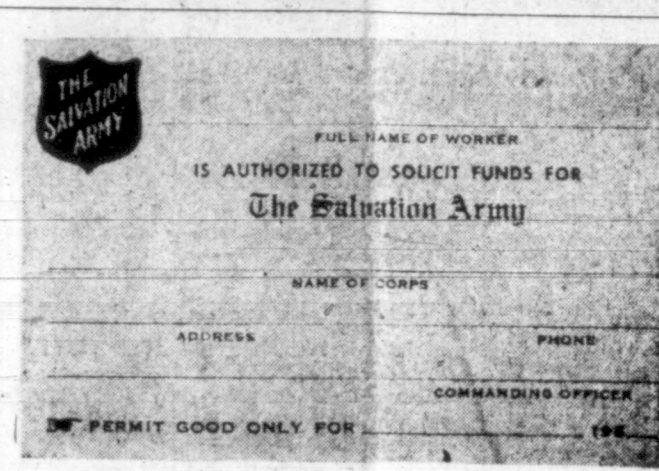 THE
SALVATION
ARMY
FULL NAME OF WORKER
IS AUTHORIZED TO SOLICIT FUNDS FOR
The Salvation Army
NAME OF CORPS
ADDRESS PHONE
COMMANDING OFFICER
PERMIT GOOD ONLY FOR 195